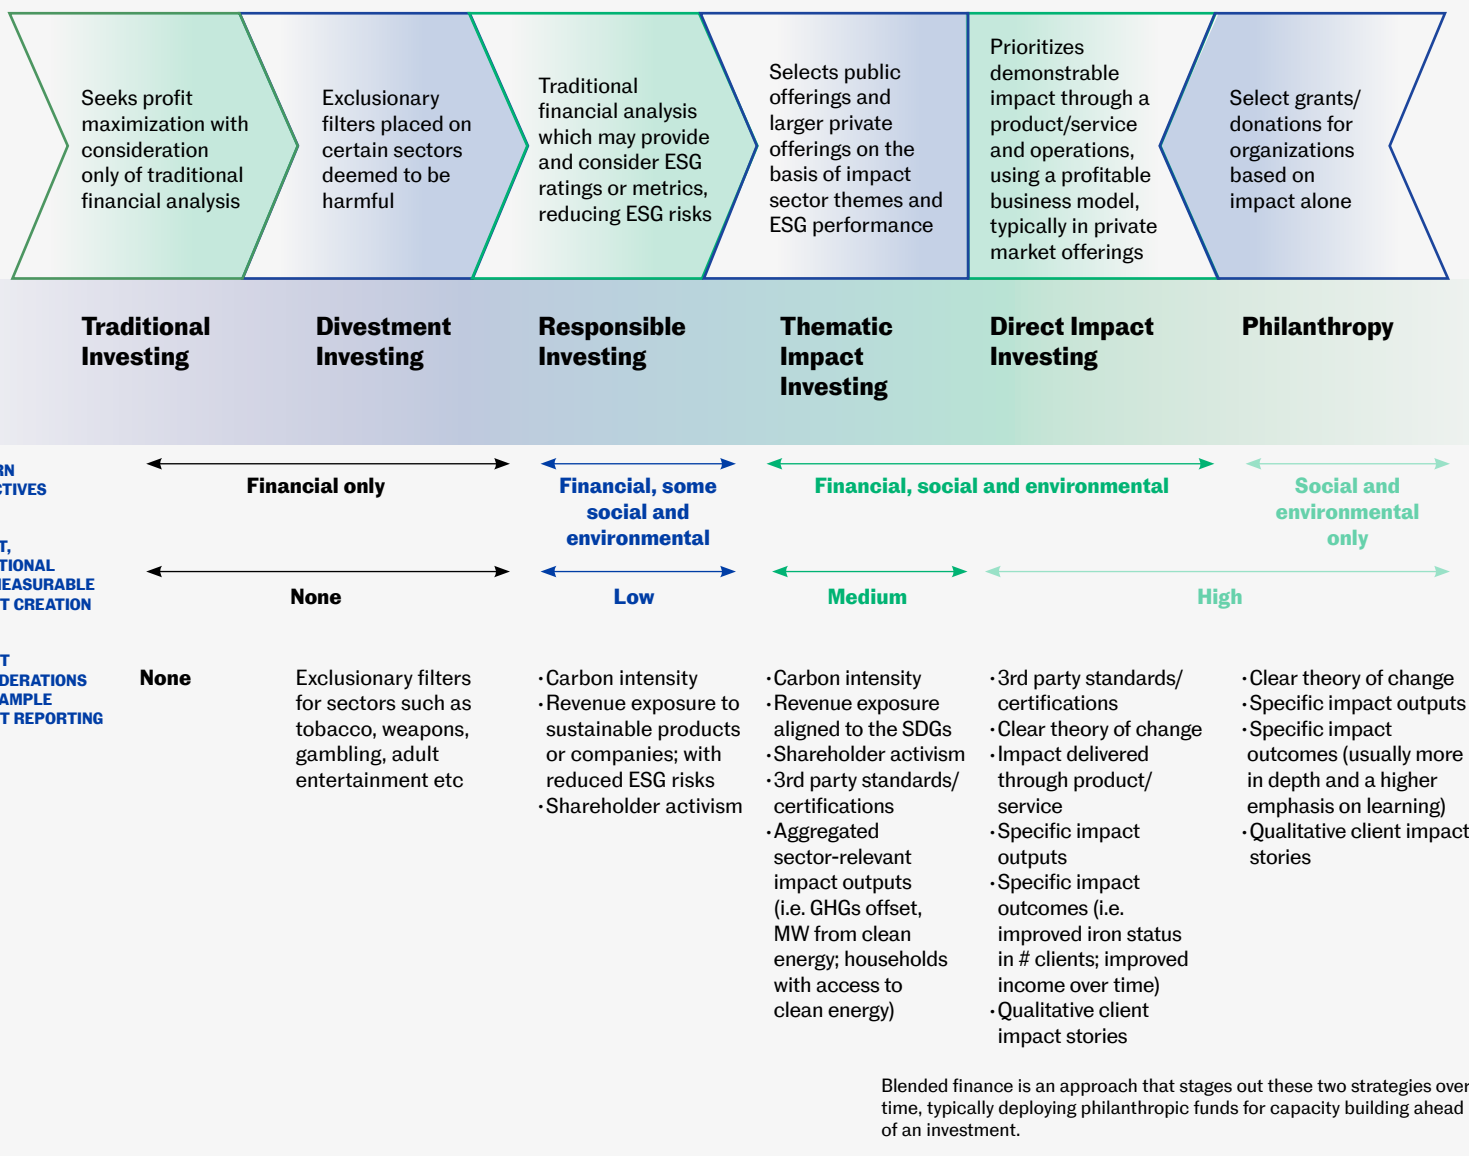 Seeks profit
maximization with
consideration
only of traditional
financial analysis
Exclusionary
filters placed on
certain sectors
deemed to be
harmful
Traditional
financial analysis
which may provide
and consider ESG
ratings or metrics,
reducing ESG risks
Selects public
offerings and
larger private
offerings on the
basis of impact
sector themes and
ESG performance
Prioritizes
demonstrable
impact through a
product/service
and operations,
using a profitable
business model,
typically in private
market offerings
Select grants/
donations for
organizations
based on
impact alone
Traditional
Investing
Divestment
Investing
Responsible
Investing
Thematic
Impact
Investing
Direct Impact
Investing
Philanthropy
RN
CTIVES
Financial only
Financial, some
social and
environmental
Financial, social and environmental
Social and
environmental
only
T,
TIONAL
MEASURABLE
T CREATION
None
Low
Medium
High
T
DERATIONS
AMPLE
T REPORTING
None
Exclusionary filters
for sectors such as
tobacco, weapons,
gambling, adult
entertainment etc
·Carbon intensity
·Revenue exposure to
sustainable products
or companies; with
reduced ESG risks
·Shareholder activism
·Carbon intensity
·Revenue exposure
aligned to the SDGs
·Shareholder activism
·3rd party standards/
certifications
·Aggregated
sector-relevant
impact outputs
(i.e. GHGs offset,
MW from clean
energy; households
with access to
clean energy)
·3rd party standards/
certifications
·Clear theory of change
·Impact delivered
through product/
service
·Specific impact
outputs
·Specific impact
outcomes (i.e.
improved iron status
in # clients; improved
income over time)
·Qualitative client
impact stories
·Clear theory of change
·Specific impact outputs
·Specific impact
outcomes (usually more
in depth and a higher
emphasis on learning)
·Qualitative client impact
stories
Blended finance is an approach that stages out these two strategies over
time, typically deploying philanthropic funds for capacity building ahead
of an investment.